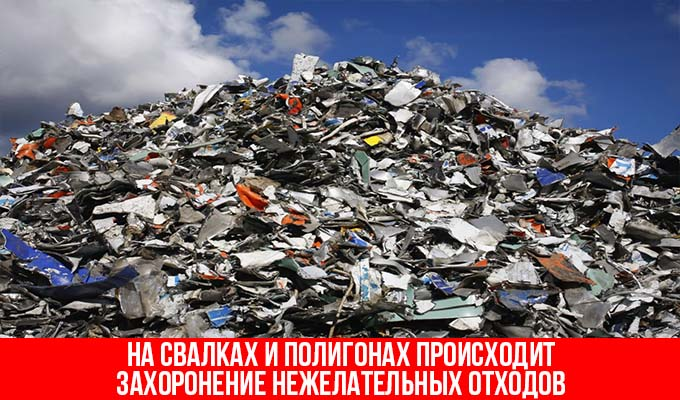 НА СВАЛКАХ И ПОЛИГОНАХ ПРОИСХОДИТ
ЗАХОРОНЕНИЕ НЕЖЕЛАТЕЛЬНЫХ ОТХОДОВ